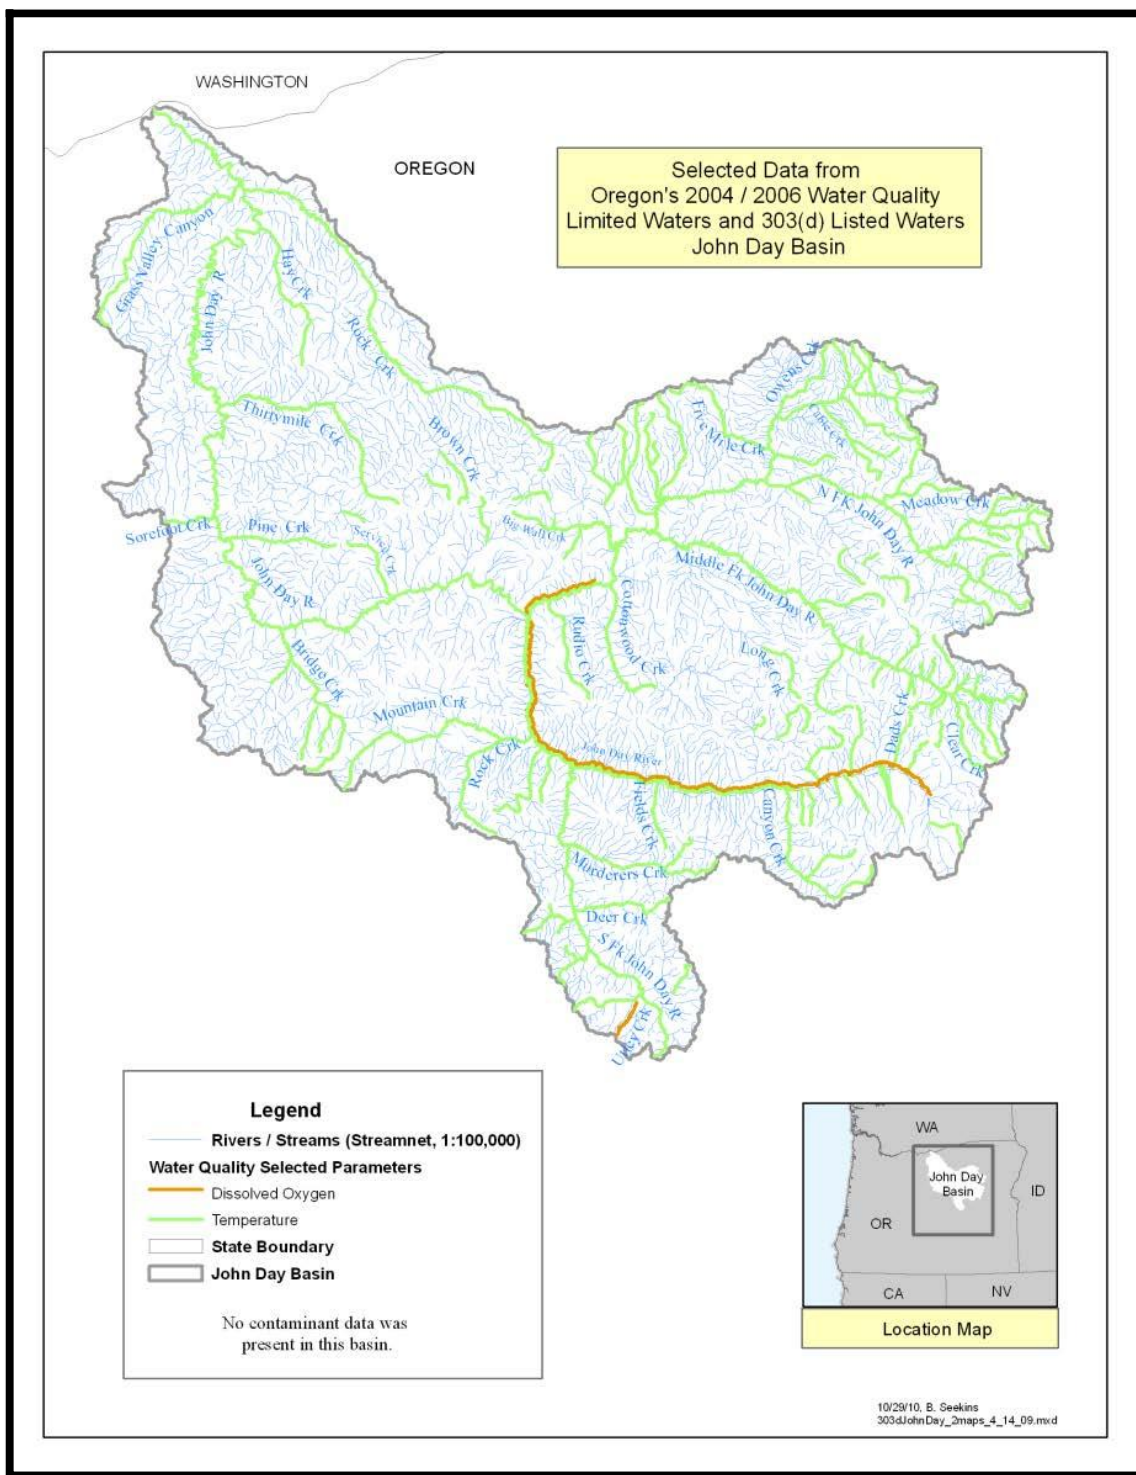 WASHINGTON
OREGON
Selected Data from
Oregon's 2004 / 2006 Water Quality
Limited Waters and 303(d) Listed Waters
John Day Basin
Grass Valley Canyon
John Day R
Hay Crk
Rock Crk
Owens Crk
Five Mile Crk
Cable Crk
Thirtymile Crk
Brown Crk
N FK John Day R
Meadow Crk
Sorefoot Crk
Pine Crk
Service Crk
Big Wall Crk
John Day R
Middle Fk John Day R
Cottonwood Crk
Rudio Crk
Long Crk
Bridge Crk
Mountain Crk
Dads Crk
Clear Crk
Rock Crk
John Day River
Fields Crk
Canyon Crk
Murderers Crk
Deer Crk
S Fk John Day R
Utley Crk
Legend
Rivers / Streams (Streamnet, 1:100,000)
Water Quality Selected Parameters
Dissolved Oxygen
Temperature
State Boundary
John Day Basin
No contaminant data was
present in this basin.
WA
John Day
Basin
ID
OR
CA
NV
Location Map
10/29/10, B. Seekins
303dJohnDay_2maps_4_14_09.mxd